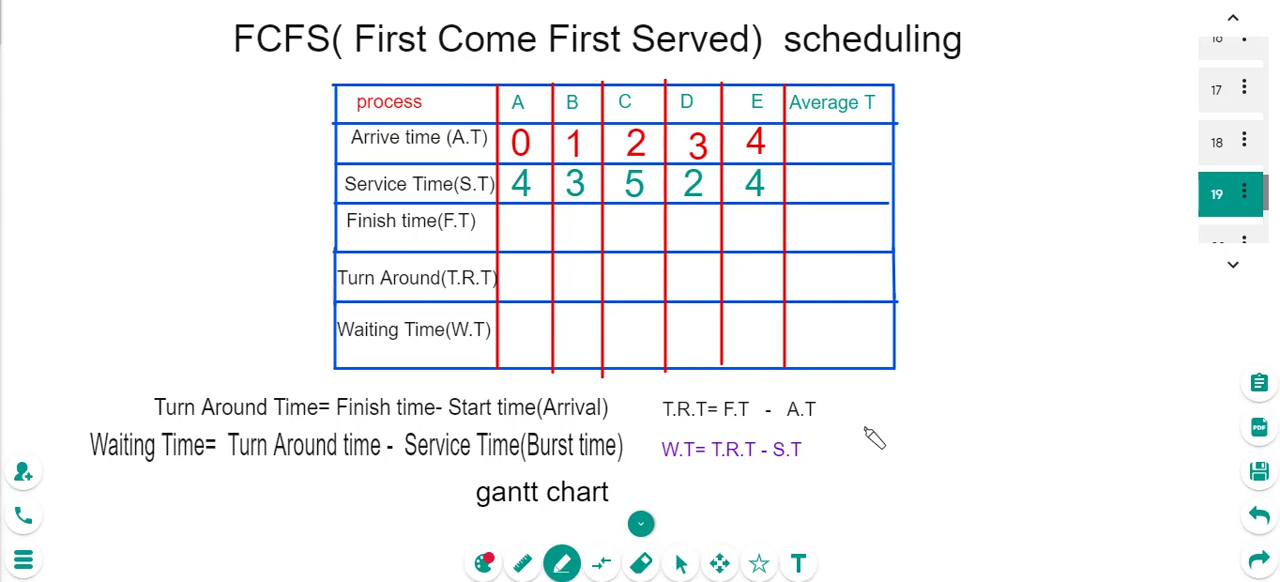 FCFS( First Come First Served) scheduling
process A B C D E Average T
Arrive time (A.T) 0 1 2 3 4
Service Time(S.T) 4 3 5 2 4
Finish time(F.T)
Turn Around(T.R.T)
Waiting Time(W.T)
Turn Around Time= Finish time- Start time(Arrival) T.R.T= F.T - A.T
Waiting Time= Turn Around time - Service Time(Burst time) W.T= T.R.T - S.T
gantt chart
17
18
19
PDF
T